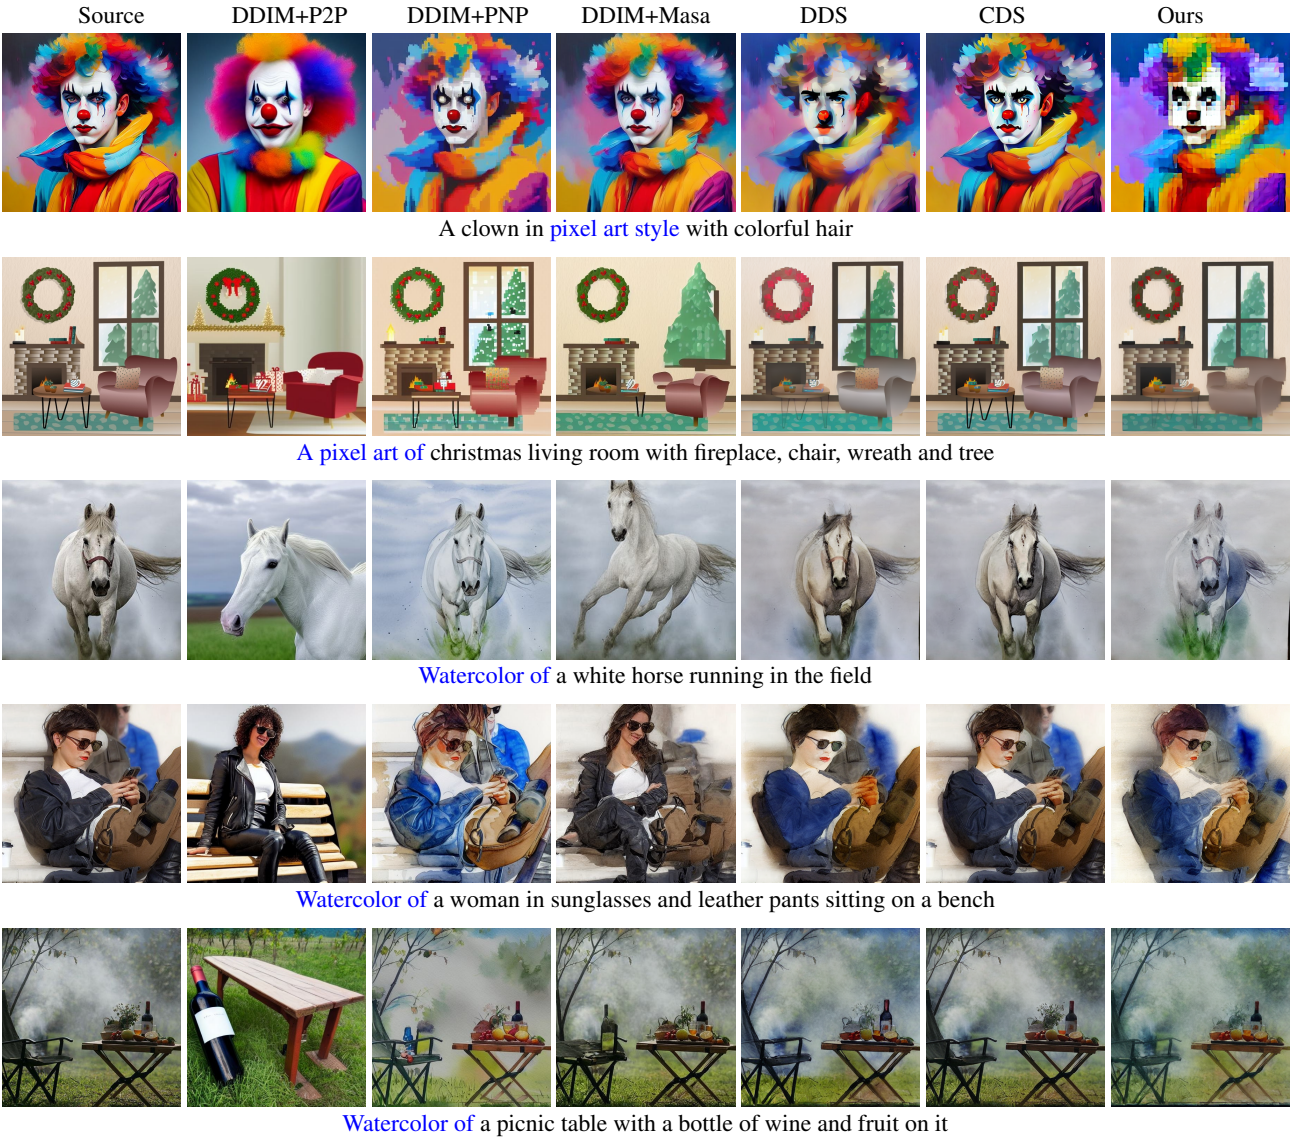 Source DDIM+P2P DDIM+PNP DDIM+Masa DDS CDS Ours
A clown in pixel art style with colorful hair
A pixel art of christmas living room with fireplace, chair, wreath and tree
Watercolor of a white horse running in the field
Watercolor of a woman in sunglasses and leather pants sitting on a bench
Watercolor of a picnic table with a bottle of wine and fruit on it